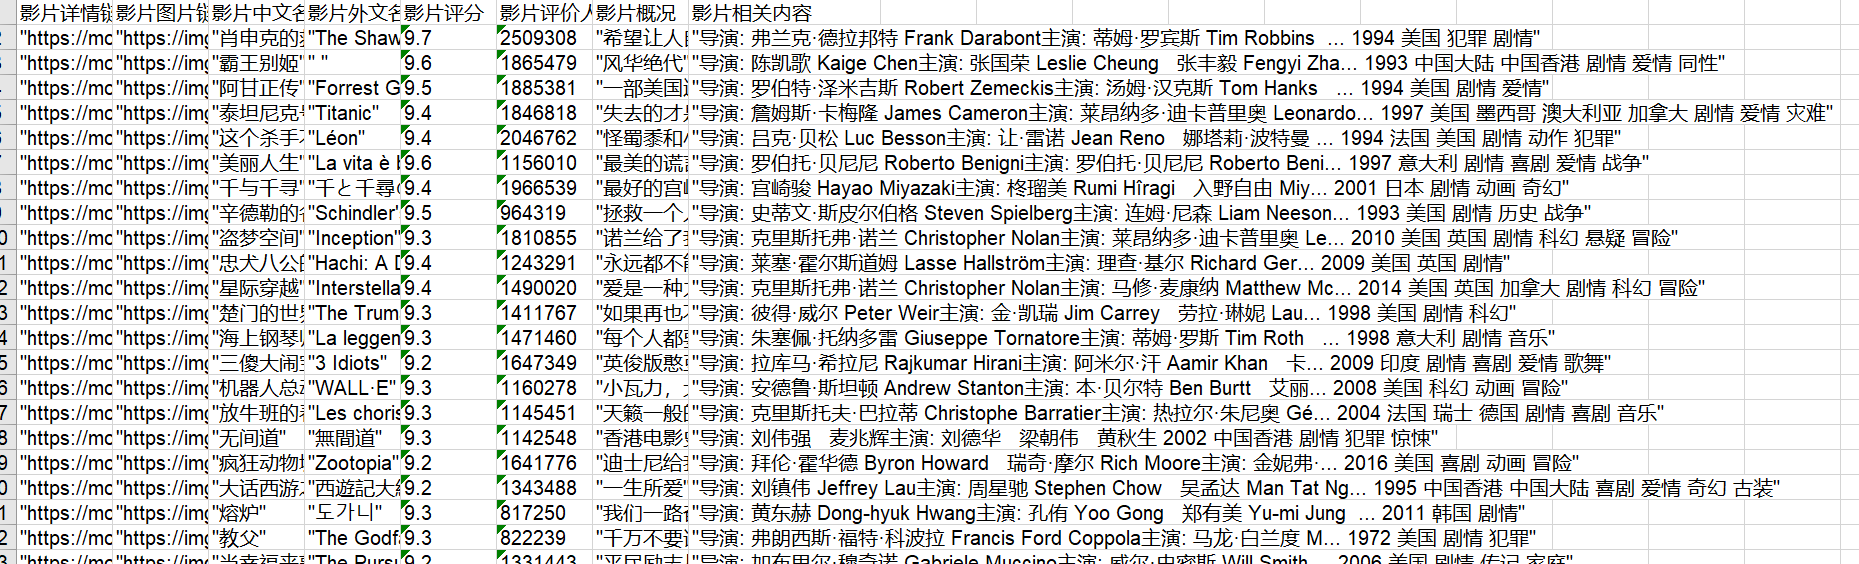 影片详情链 影片图片链 影片中文名 影片外文名 影片评分 影片评价人 影片概况 影片相关内容
"https://mo "https://img "肖申克的 "The Shaw 9.7 2509308 "希望让人 "导演: 弗兰克·德拉邦特 Frank Darabont主演: 蒂姆·罗宾斯 Tim Robbins ... 1994 美国 犯罪 剧情"
"https://mo "https://img "霸王别姬" " " 9.6 1865479 "风华绝代" "导演: 陈凯歌 Kaige Chen主演: 张国荣 Leslie Cheung 张丰毅 Fengyi Zha... 1993 中国大陆 中国香港 剧情 爱情 同性"
"https://mo "https://img "阿甘正传" "Forrest G 9.5 1885381 "一部美国 "导演: 罗伯特·泽米吉斯 Robert Zemeckis主演: 汤姆·汉克斯 Tom Hanks ... 1994 美国 剧情 爱情"
"https://mo "https://img "泰坦尼克 "Titanic" 9.4 1846818 "失去的才 "导演: 詹姆斯·卡梅隆 James Cameron主演: 莱昂纳多·迪卡普里奥 Leonardo... 1997 美国 墨西哥 澳大利亚 加拿大 剧情 爱情 灾难"
"https://mo "https://img "这个杀手 "Léon" 9.4 2046762 "怪蜀黍和 "导演: 吕克·贝松 Luc Besson主演: 让·雷诺 Jean Reno 娜塔莉·波特曼 ... 1994 法国 美国 剧情 动作 犯罪"
"https://mo "https://img "美丽人生" "La vita è 9.6 1156010 "最美的谎 "导演: 罗伯托·贝尼尼 Roberto Benigni主演: 罗伯托·贝尼尼 Roberto Beni... 1997 意大利 剧情 喜剧 爱情 战争"
"https://mo "https://img "千与千寻" "千と千尋 9.4 1966539 "最好的宫 "导演: 宫崎骏 Hayao Miyazaki主演: 柊瑠美 Rumi Hîragi 入野自由 Miy... 2001 日本 剧情 动画 奇幻"
"https://mo "https://img "辛德勒的 "Schindler' 9.5 964319 "拯救一个 "导演: 史蒂文·斯皮尔伯格 Steven Spielberg主演: 连姆·尼森 Liam Neeson... 1993 美国 剧情 历史 战争"
"https://mo "https://img "盗梦空间" "Inception" 9.3 1810855 "诺兰给了 "导演: 克里斯托弗·诺兰 Christopher Nolan主演: 莱昂纳多·迪卡普里奥 Le... 2010 美国 英国 剧情 科幻 悬疑 冒险"
"https://mo "https://img "忠犬八公 "Hachi: A 9.4 1243291 "永远都不 "导演: 莱塞·霍尔斯道姆 Lasse Hallström主演: 理查·基尔 Richard Ger... 2009 美国 英国 剧情"
"https://mo "https://img "星际穿越" "Interstella 9.4 1490020 "爱是一种 "导演: 克里斯托弗·诺兰 Christopher Nolan主演: 马修·麦康纳 Matthew Mc... 2014 美国 英国 加拿大 剧情 科幻 冒险"
"https://mo "https://img "楚门的世 "The Trum 9.3 1411767 "如果再也 "导演: 彼得·威尔 Peter Weir主演: 金·凯瑞 Jim Carrey 劳拉·琳妮 Lau... 1998 美国 剧情 科幻"
"https://mo "https://img "海上钢琴 "La leggen 9.3 1471460 "每个人都 "导演: 朱塞佩·托纳多雷 Giuseppe Tornatore主演: 蒂姆·罗斯 Tim Roth ... 1998 意大利 剧情 音乐"
"https://mo "https://img "三傻大闹 "3 Idiots" 9.2 1647349 "英俊版憨 "导演: 拉库马·希拉尼 Rajkumar Hirani主演: 阿米尔·汗 Aamir Khan 卡... 2009 印度 剧情 喜剧 爱情 歌舞"
"https://mo "https://img "机器人总 "WALL·E" 9.3 1160278 "小瓦力， "导演: 安德鲁·斯坦顿 Andrew Stanton主演: 本·贝尔特 Ben Burtt 艾丽... 2008 美国 科幻 动画 冒险"
"https://mo "https://img "放牛班的 "Les choris 9.3 1145451 "天籁一般 "导演: 克里斯托夫·巴拉蒂 Christophe Barratier主演: 热拉尔·朱尼奥 Gé... 2004 法国 瑞士 德国 剧情 喜剧 音乐"
"https://mo "https://img "无间道" "無間道" 9.3 1142548 "香港电影 "导演: 刘伟强 麦兆辉主演: 刘德华 梁朝伟 黄秋生 2002 中国香港 剧情 犯罪 惊悚"
"https://mo "https://img "疯狂动物 "Zootopia" 9.2 1641776 "迪士尼给 "导演: 拜伦·霍华德 Byron Howard 瑞奇·摩尔 Rich Moore主演: 金妮弗·... 2016 美国 喜剧 动画 冒险"
"https://mo "https://img "大话西游 "西遊記大 9.2 1343488 "一生所爱" "导演: 刘镇伟 Jeffrey Lau主演: 周星驰 Stephen Chow 吴孟达 Man Tat Ng... 1995 中国香港 中国大陆 喜剧 爱情 奇幻 古装"
"https://mo "https://img "熔炉" "도가니" 9.3 817250 "我们一路 "导演: 黄东赫 Dong-hyuk Hwang主演: 孔侑 Yoo Gong 郑有美 Yu-mi Jung ... 2011 韩国 剧情"
"https://mo "https://img "教父" "The Godf 9.3 822239 "千万不要 "导演: 弗朗西斯·福特·科波拉 Francis Ford Coppola主演: 马龙·白兰度 M... 1972 美国 剧情 犯罪"
"https://mo "https://img "当幸福来 "The Pursu 9.2 1331443 "平民励志 "导演: 加布里尔·穆奇诺 Gabriele Muccino主演: 威尔·史密斯 Will Smith ... 2006 美国 剧情 传记 家庭"